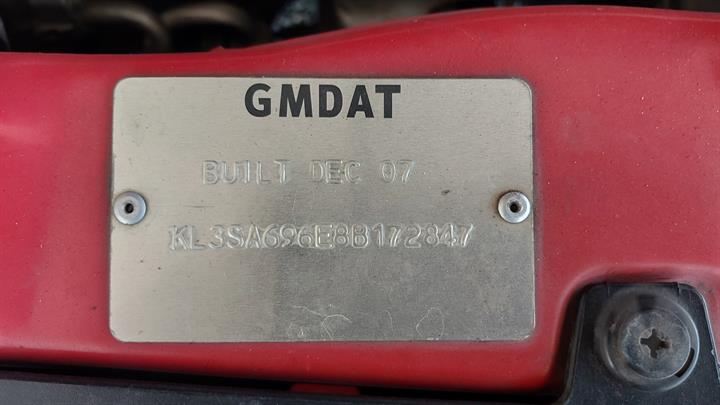 GMDAT
BUILT DEC 07
KL3SA696E8B172847